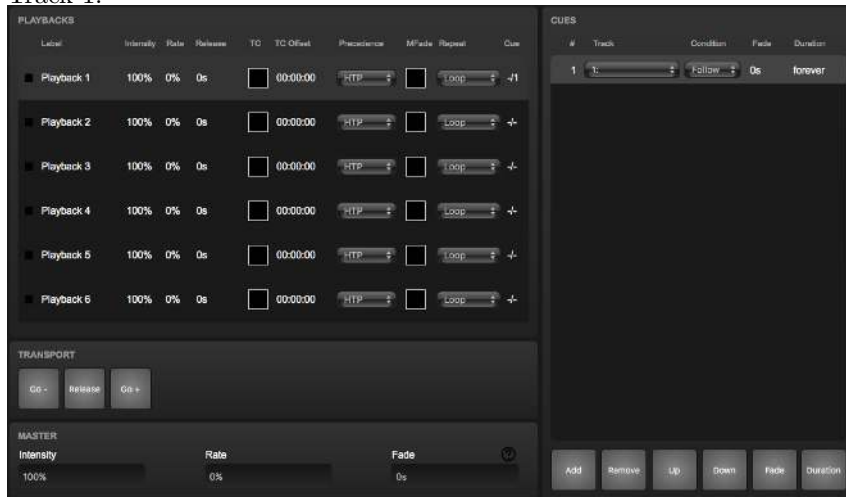 Track 1.
PLAYBACKS
Label Intensity Rate Release TC TC Offset Precedence MFade Repeat Cue
Playback 1 100% 0% 0s 00:00:00 HTP Loop -/1
Playback 2 100% 0% 0s 00:00:00 HTP Loop -/-
Playback 3 100% 0% 0s 00:00:00 HTP Loop -/-
Playback 4 100% 0% 0s 00:00:00 HTP Loop -/-
Playback 5 100% 0% 0s 00:00:00 HTP Loop -/-
Playback 6 100% 0% 0s 00:00:00 HTP Loop -/-
TRANSPORT
Go - Release Go +
MASTER
Intensity Rate Fade
100% 0% 0s
CUES
# Track Condition Fade Duration
1 1: Follow 0s forever
Add Remove Up Down Fade Duration